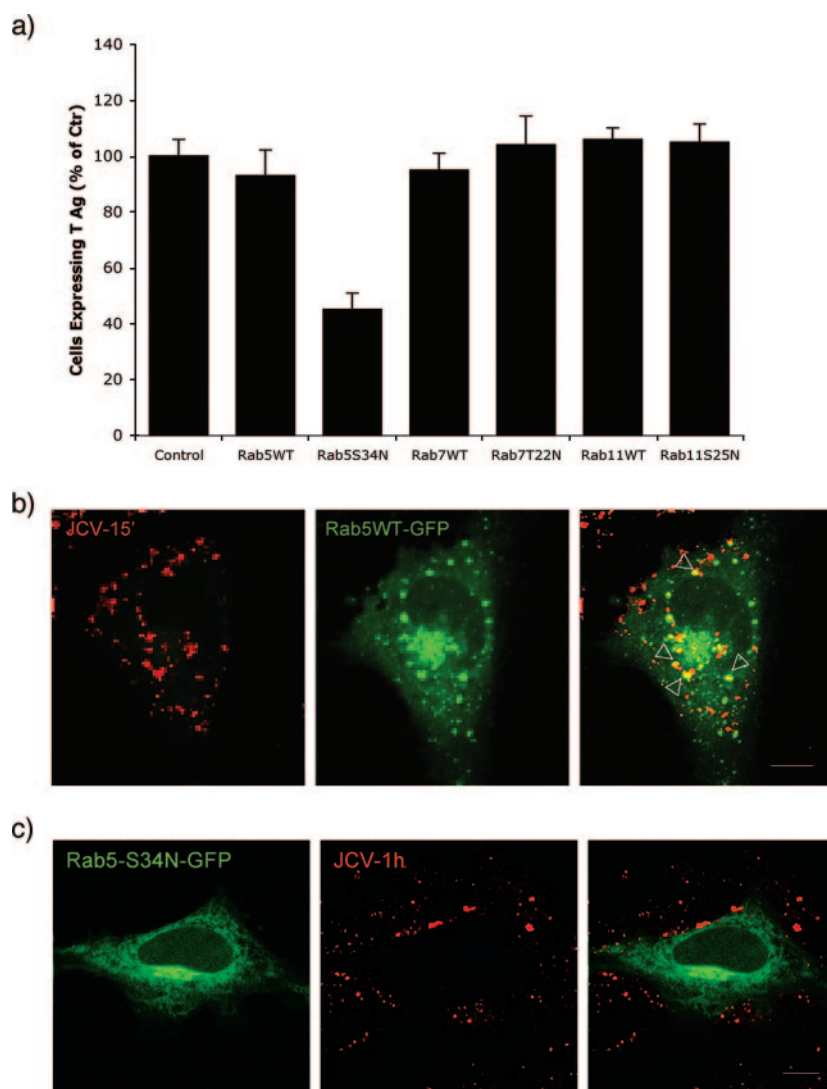 a)
140
120
100
80
60
40
20
0
Cells Expressing T Ag (% of Ctr)
Control Rab5WT Rab5S34N Rab7WT Rab7T22N Rab11WT Rab11S25N
b)
JCV-15' Rab5WT-GFP
c)
Rab5-S34N-GFP JCV-1h